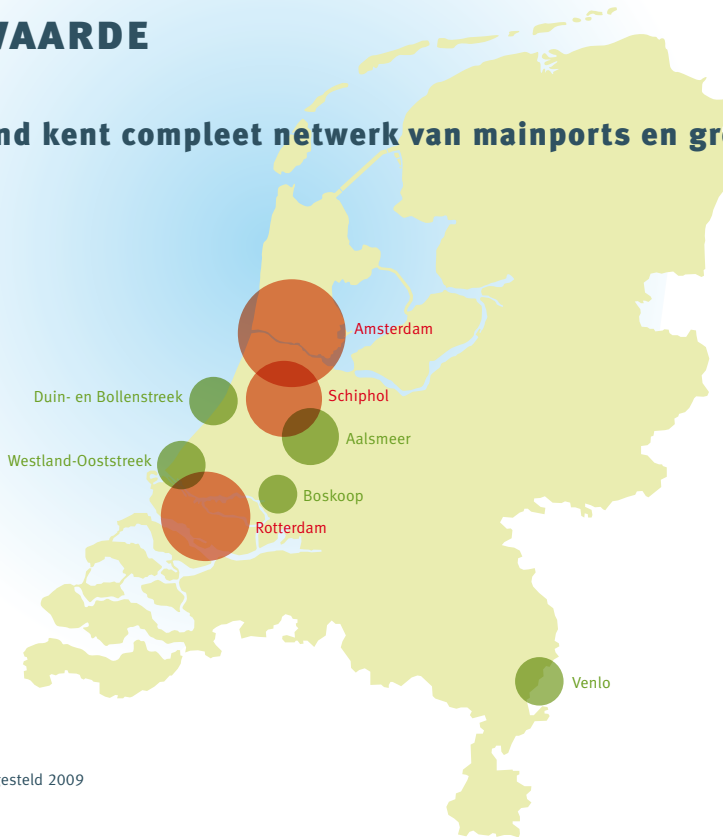 VAARDE
nd kent compleet netwerk van mainports en gr
Amsterdam
Duin- en Bollenstreek
Schiphol
Aalsmeer
Westland-Ooststreek
Boskoop
Rotterdam
Venlo
esteld 2009